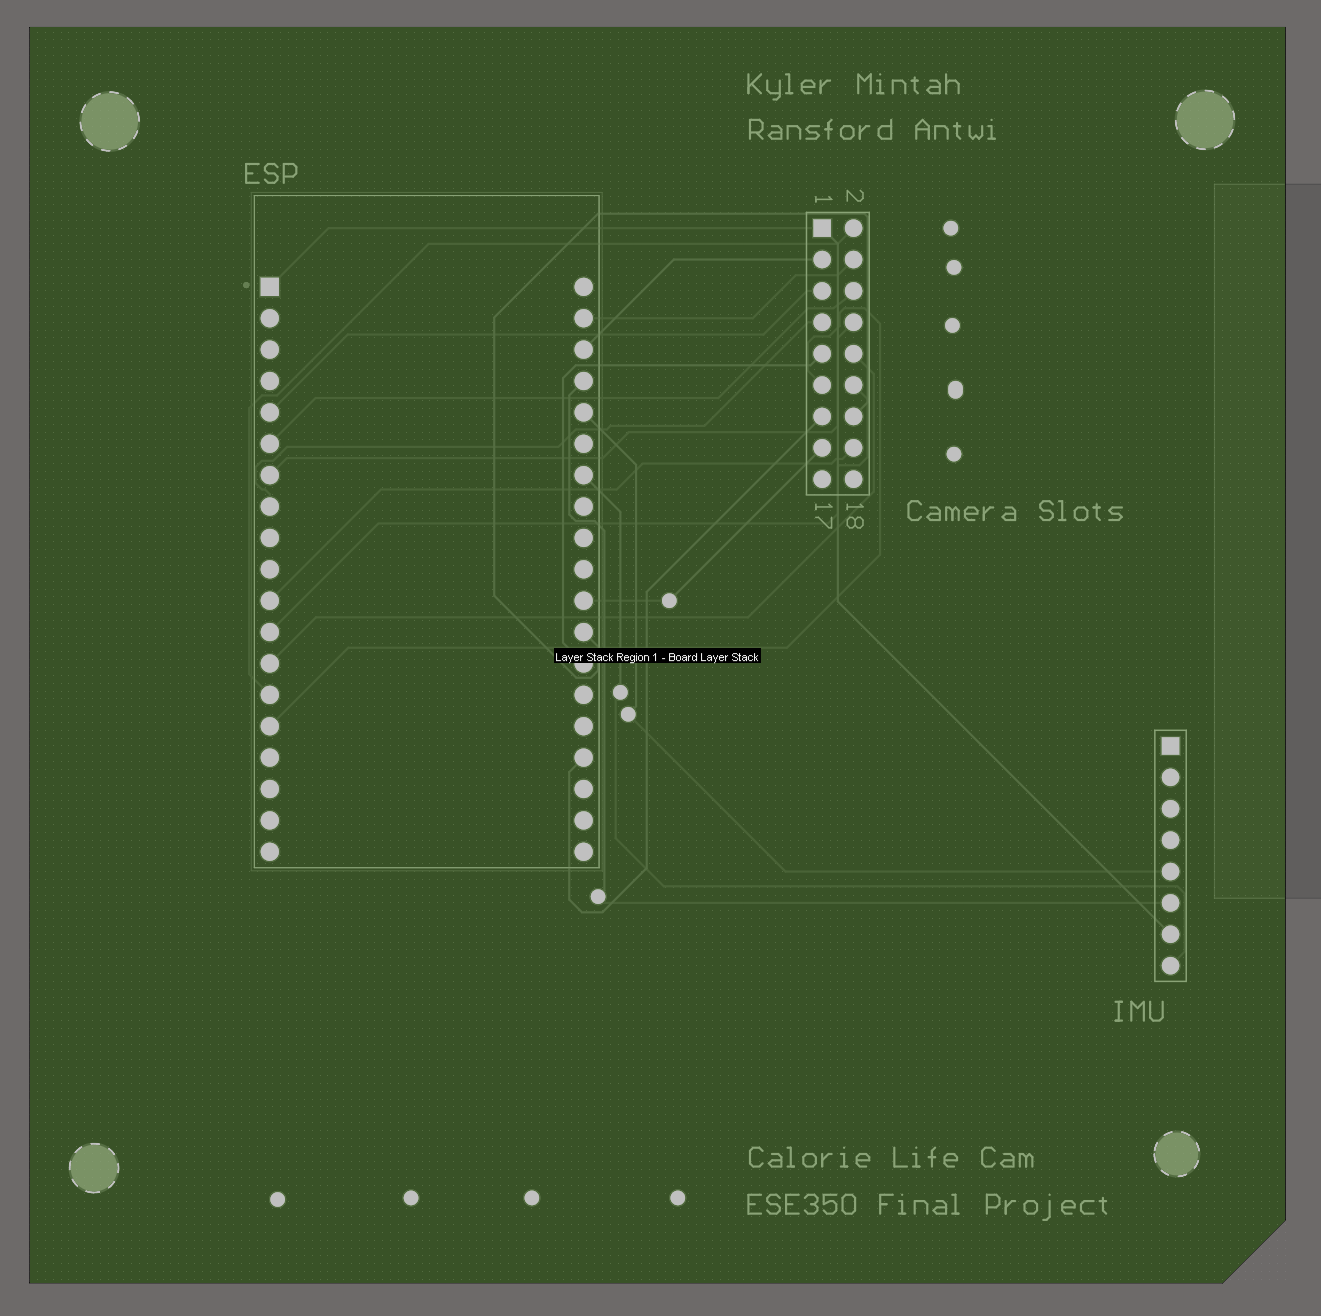 Kyler Mintah
Ransford Antwi
ESP
1 2
Camera Slots
17 18
Layer Stack Region 1 - Board Layer Stack
IMU
Calorie Life Cam
ESE350 Final Project